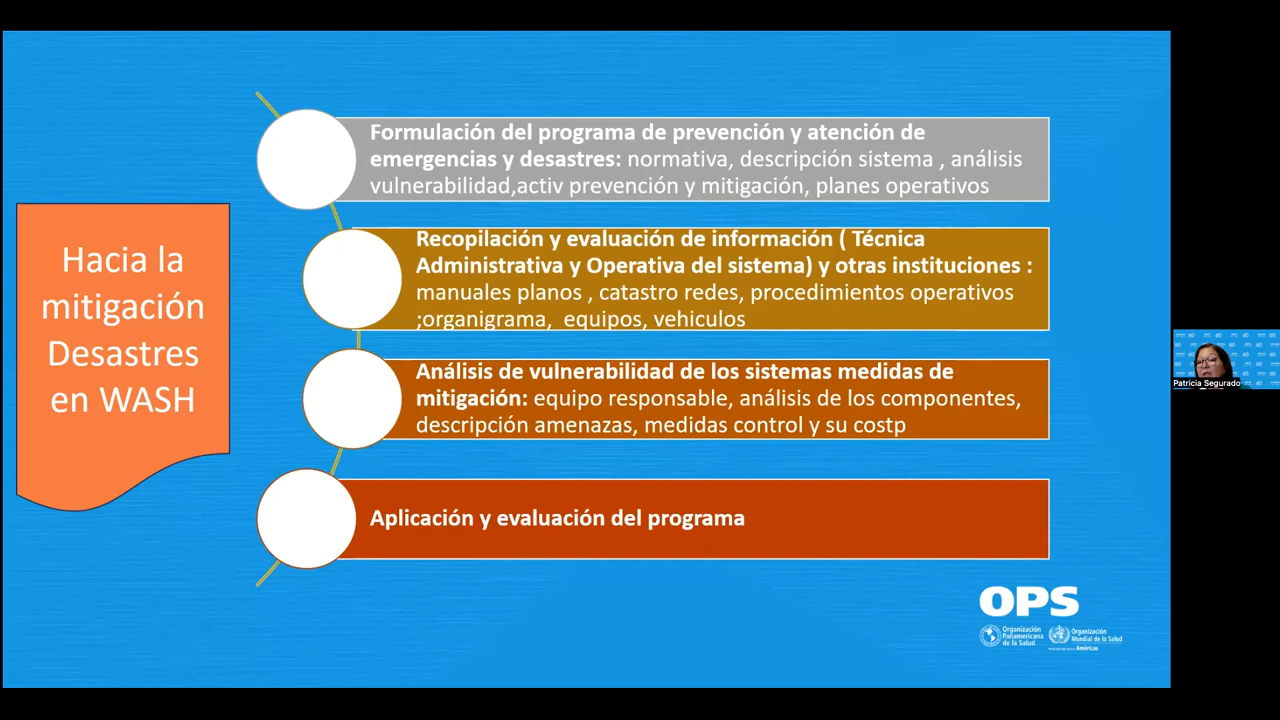 Hacia la
mitigación
Desastres
en WASH
Formulación del programa de prevención y atención de
emergencias y desastres: normativa, descripción sistema , análisis
vulnerabilidad,activ prevención y mitigación, planes operativos
Recopilación y evaluación de información ( Técnica
Administrativa y Operativa del sistema) y otras instituciones :
manuales planos , catastro redes, procedimientos operativos
;organigrama, equipos, vehiculos
Análisis de vulnerabilidad de los sistemas medidas de
mitigación: equipo responsable, análisis de los componentes,
descripción amenazas, medidas control y su costp
Aplicación y evaluación del programa
OPS
Organización
Panamericana
de la Salud
Organización
Mundial de la Salud
Américas
Patricia Segurado